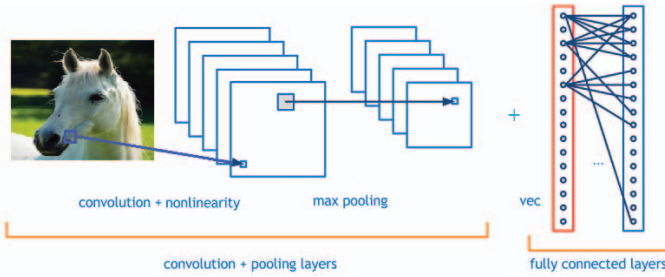 +
convolution + nonlinearity
max pooling
vec
...
convolution + pooling layers
fully connected layers